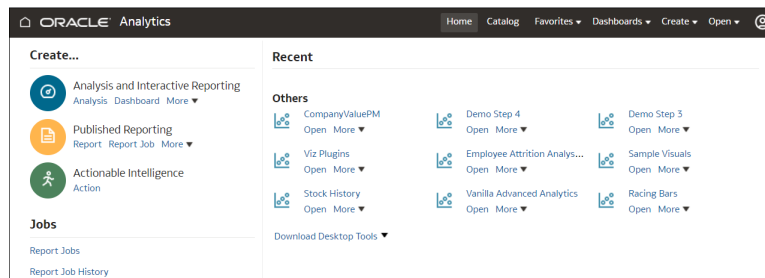 ORACLE Analytics
Home Catalog Favorites Dashboards Create Open
Create...
Analysis and Interactive Reporting
Analysis Dashboard More
Published Reporting
Report Report Job More
Actionable Intelligence
Action
Jobs
Report Jobs
Report Job History
Recent
Others
CompanyValuePM
Open More
Demo Step 4
Open More
Demo Step 3
Open More
Viz Plugins
Open More
Employee Attrition Analys...
Open More
Sample Visuals
Open More
Stock History
Open More
Vanilla Advanced Analytics
Open More
Racing Bars
Open More
Download Desktop Tools